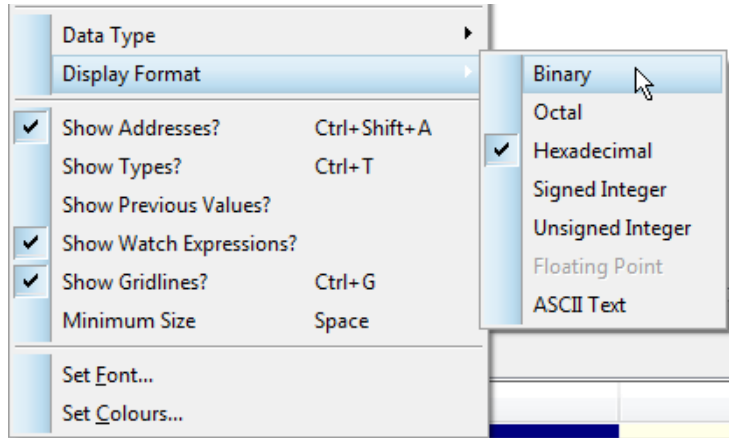 Data Type
Display Format
Show Addresses? Ctrl+Shift+A
Show Types? Ctrl+T
Show Previous Values?
Show Watch Expressions?
Show Gridlines? Ctrl+G
Minimum Size Space
Set Font...
Set Colours...
Binary
Octal
Hexadecimal
Signed Integer
Unsigned Integer
Floating Point
ASCII Text